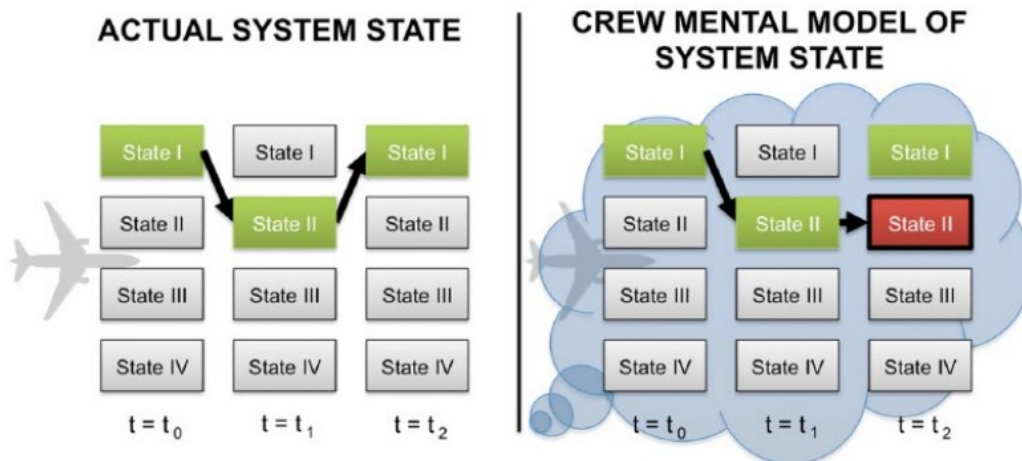 ACTUAL SYSTEM STATE
State I State I State I
State II State II State II
State III State III State III
State IV State IV State IV
t = t0 t = t1 t = t2
CREW MENTAL MODEL OF
SYSTEM STATE
State I State I State I
State II State II State II
State III State III State III
State IV State IV State IV
t = t0 t = t1 t = t2